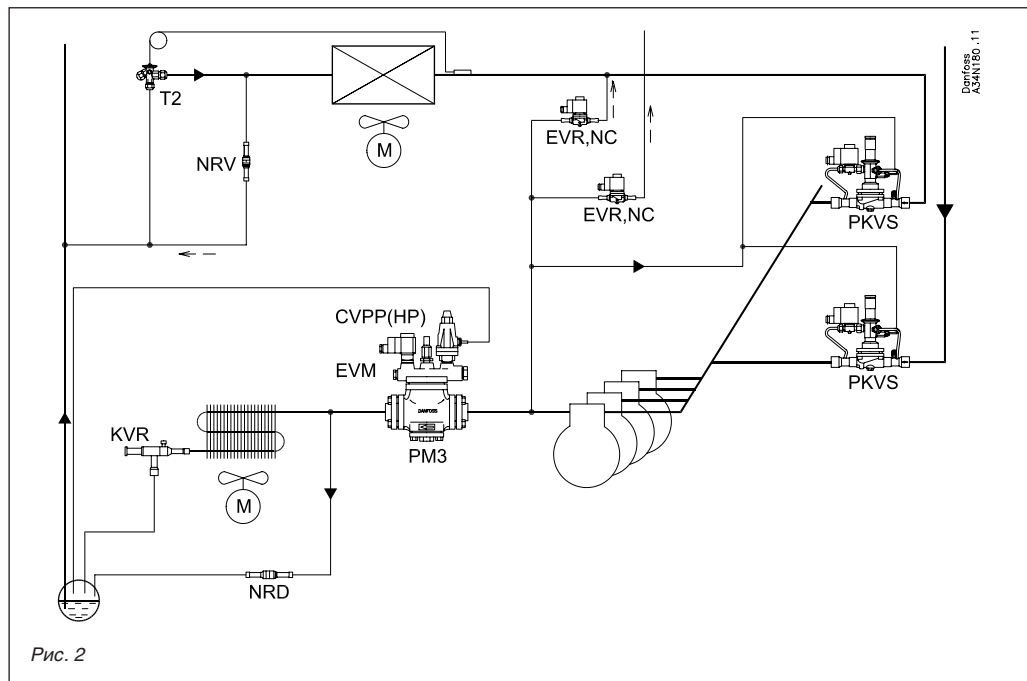 T2
M
NRV
EVR,NC
EVR,NC
PKVS
PKVS
Danfoss
A34N180 .11
CVPP(HP)
EVM
DANFOSS
PM3
KVR
M
NRD
Рис. 2